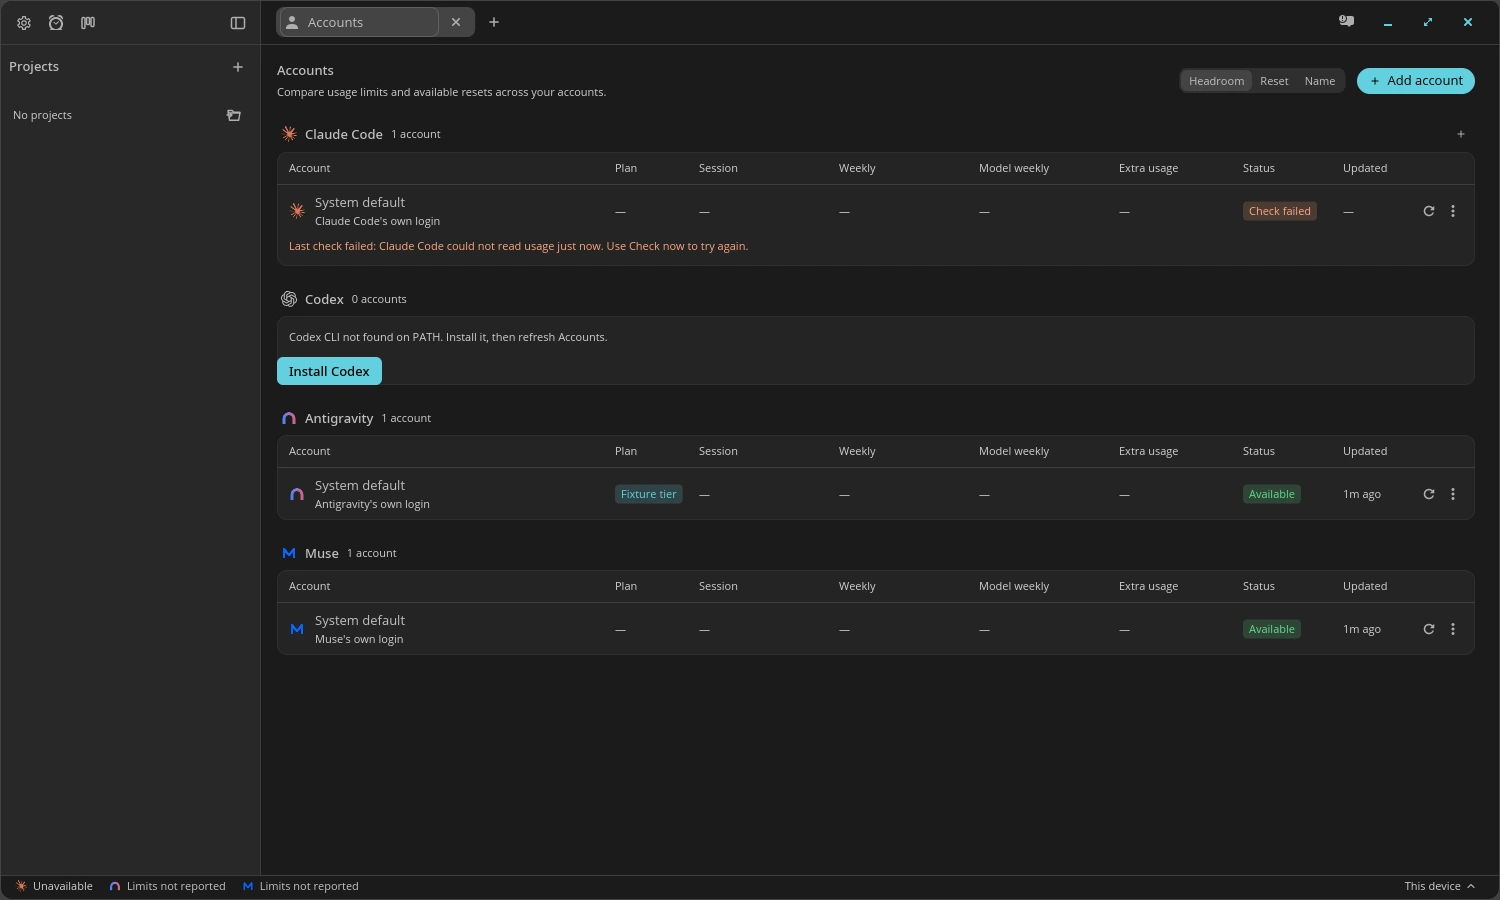 Accounts
Projects
No projects
Accounts
Compare usage limits and available resets across your accounts.
Headroom Reset Name + Add account
Claude Code 1 account
Account Plan Session Weekly Model weekly Extra usage Status Updated
System default
Claude Code's own login
— — — — — Check failed —
Last check failed: Claude Code could not read usage just now. Use Check now to try again.
Codex 0 accounts
Codex CLI not found on PATH. Install it, then refresh Accounts.
Install Codex
Antigravity 1 account
Account Plan Session Weekly Model weekly Extra usage Status Updated
System default
Antigravity's own login
Fixture tier — — — — Available 1m ago
Muse 1 account
Account Plan Session Weekly Model weekly Extra usage Status Updated
System default
Muse's own login
— — — — — Available 1m ago
Unavailable Limits not reported Limits not reported This device